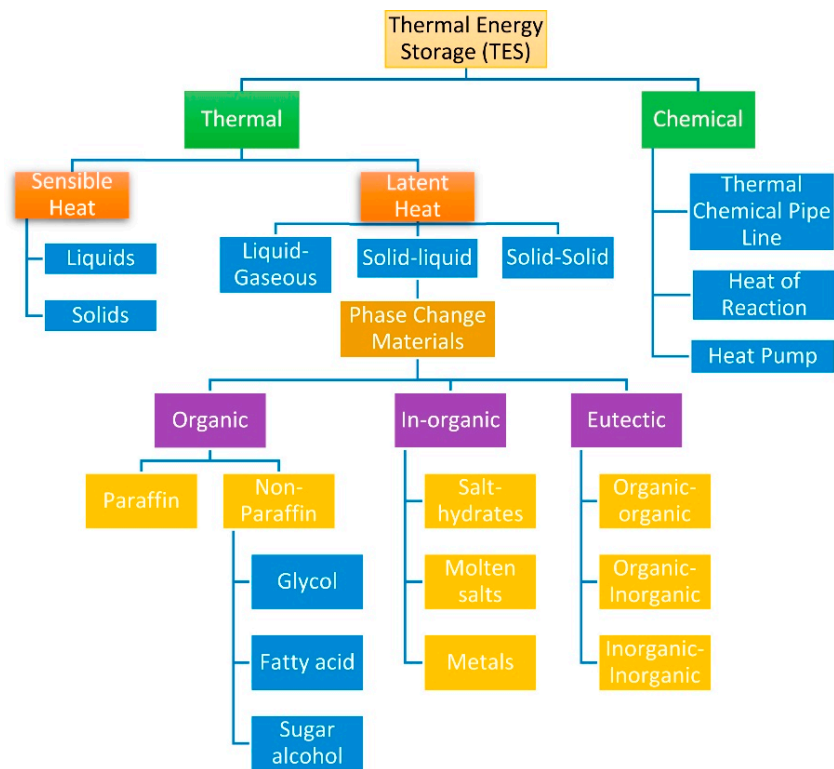 Thermal Energy
Storage (TES)
Thermal
Chemical
Sensible
Heat
Latent
Heat
Thermal
Chemical Pipe
Line
Liquids
Liquid-
Gaseous
Solid-liquid
Solid-Solid
Solids
Heat of
Reaction
Phase Change
Materials
Heat Pump
Organic
In-organic
Eutectic
Paraffin
Non-
Paraffin
Salt-
hydrates
Organic-
organic
Glycol
Molten
salts
Organic-
Inorganic
Fatty acid
Metals
Inorganic-
Inorganic
Sugar
alcohol